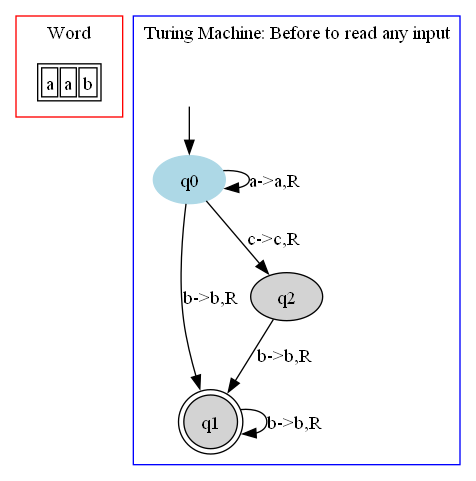 Word
a a b
Turing Machine: Before to read any input
q0
a->a,R
c->c,R
b->b,R
q2
b->b,R
q1
b->b,R